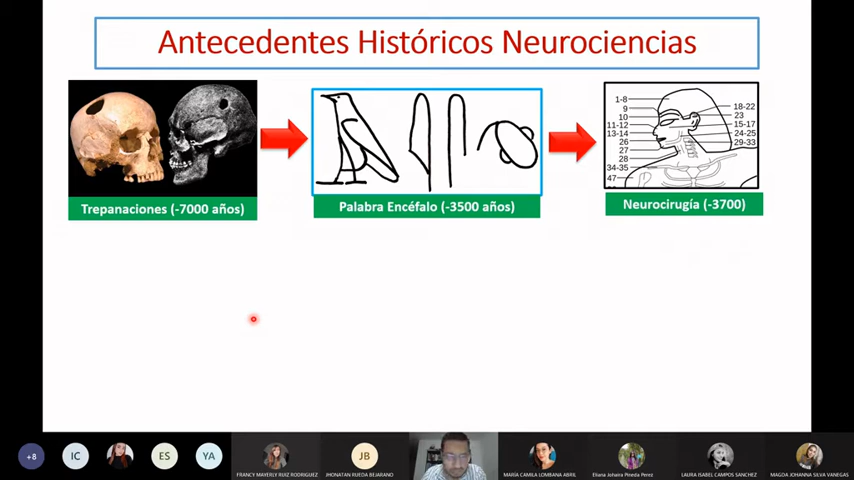 Antecedentes Históricos Neurociencias
Trepanaciones (-7000 años)
Palabra Encéfalo (-3500 años)
1-8
9
10
11-12
13-14
26
27
28
34-35
47
18-22
23
15-17
24-25
29-33
Neurocirugía (-3700)
+8
IC
ES
YA
FRANCY MAYERLY RUIZ RODRIGUEZ
JB
JHONATAN RUEDA BEJARANO
MARÍA CAMILA LOMBANA ABRIL
Eliana Johaira Pineda Perez
LAURA ISABEL CAMPOS SANCHEZ
MAGDA JOHANNA SILVA VANEGAS